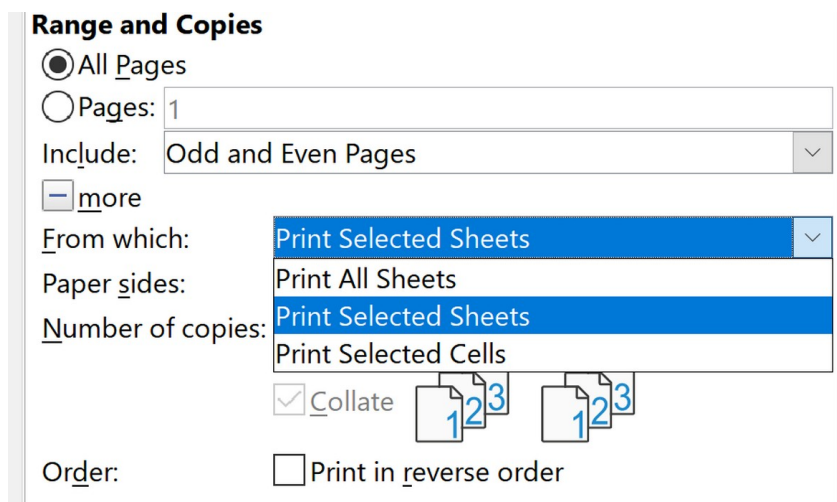 Range and Copies
All Pages
Pages: 1
Include: Odd and Even Pages
more
From which: Print Selected Sheets
Paper sides: Print All Sheets
Print Selected Sheets
Number of copies:
Print Selected Cells
Collate 1 2 3 1 2 3
Order: Print in reverse order